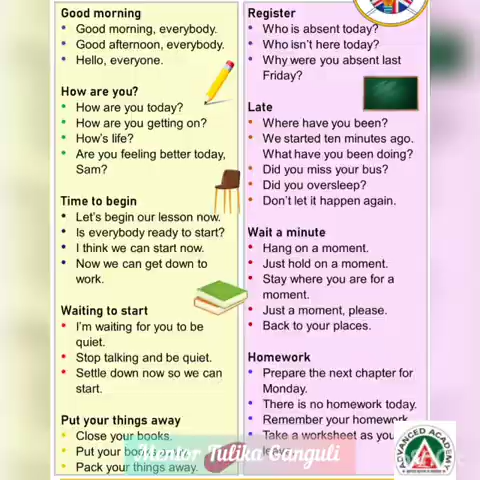 Good morning
Good morning, everybody.
Good afternoon, everybody.
Hello, everyone.
How are you?
How are you today?
How are you getting on?
How's life?
Are you feeling better today,
Sam?
Time to begin
Let's begin our lesson now.
Is everybody ready to start?
I think we can start now.
Now we can get down to
work.
Waiting to start
I'm waiting for you to be
quiet.
Stop talking and be quiet.
Settle down now so we can
start.
Put your things away
Close your books.
Put your books away.
Pack your things away.
Register
Who is absent today?
Who isn't here today?
Why were you absent last
Friday?
Late
Where have you been?
We started ten minutes ago.
What have you been doing?
Did you miss your bus?
Did you oversleep?
Don't let it happen again.
Wait a minute
Hang on a moment.
Just hold on a moment.
Stay where you are for a
moment.
Just a moment, please.
Back to your places.
Homework
Prepare the next chapter for
Monday.
There is no homework today.
Remember your homework.
Take a worksheet as you
Mentor Tulika Ganguli
ADVANCED ACADEMY